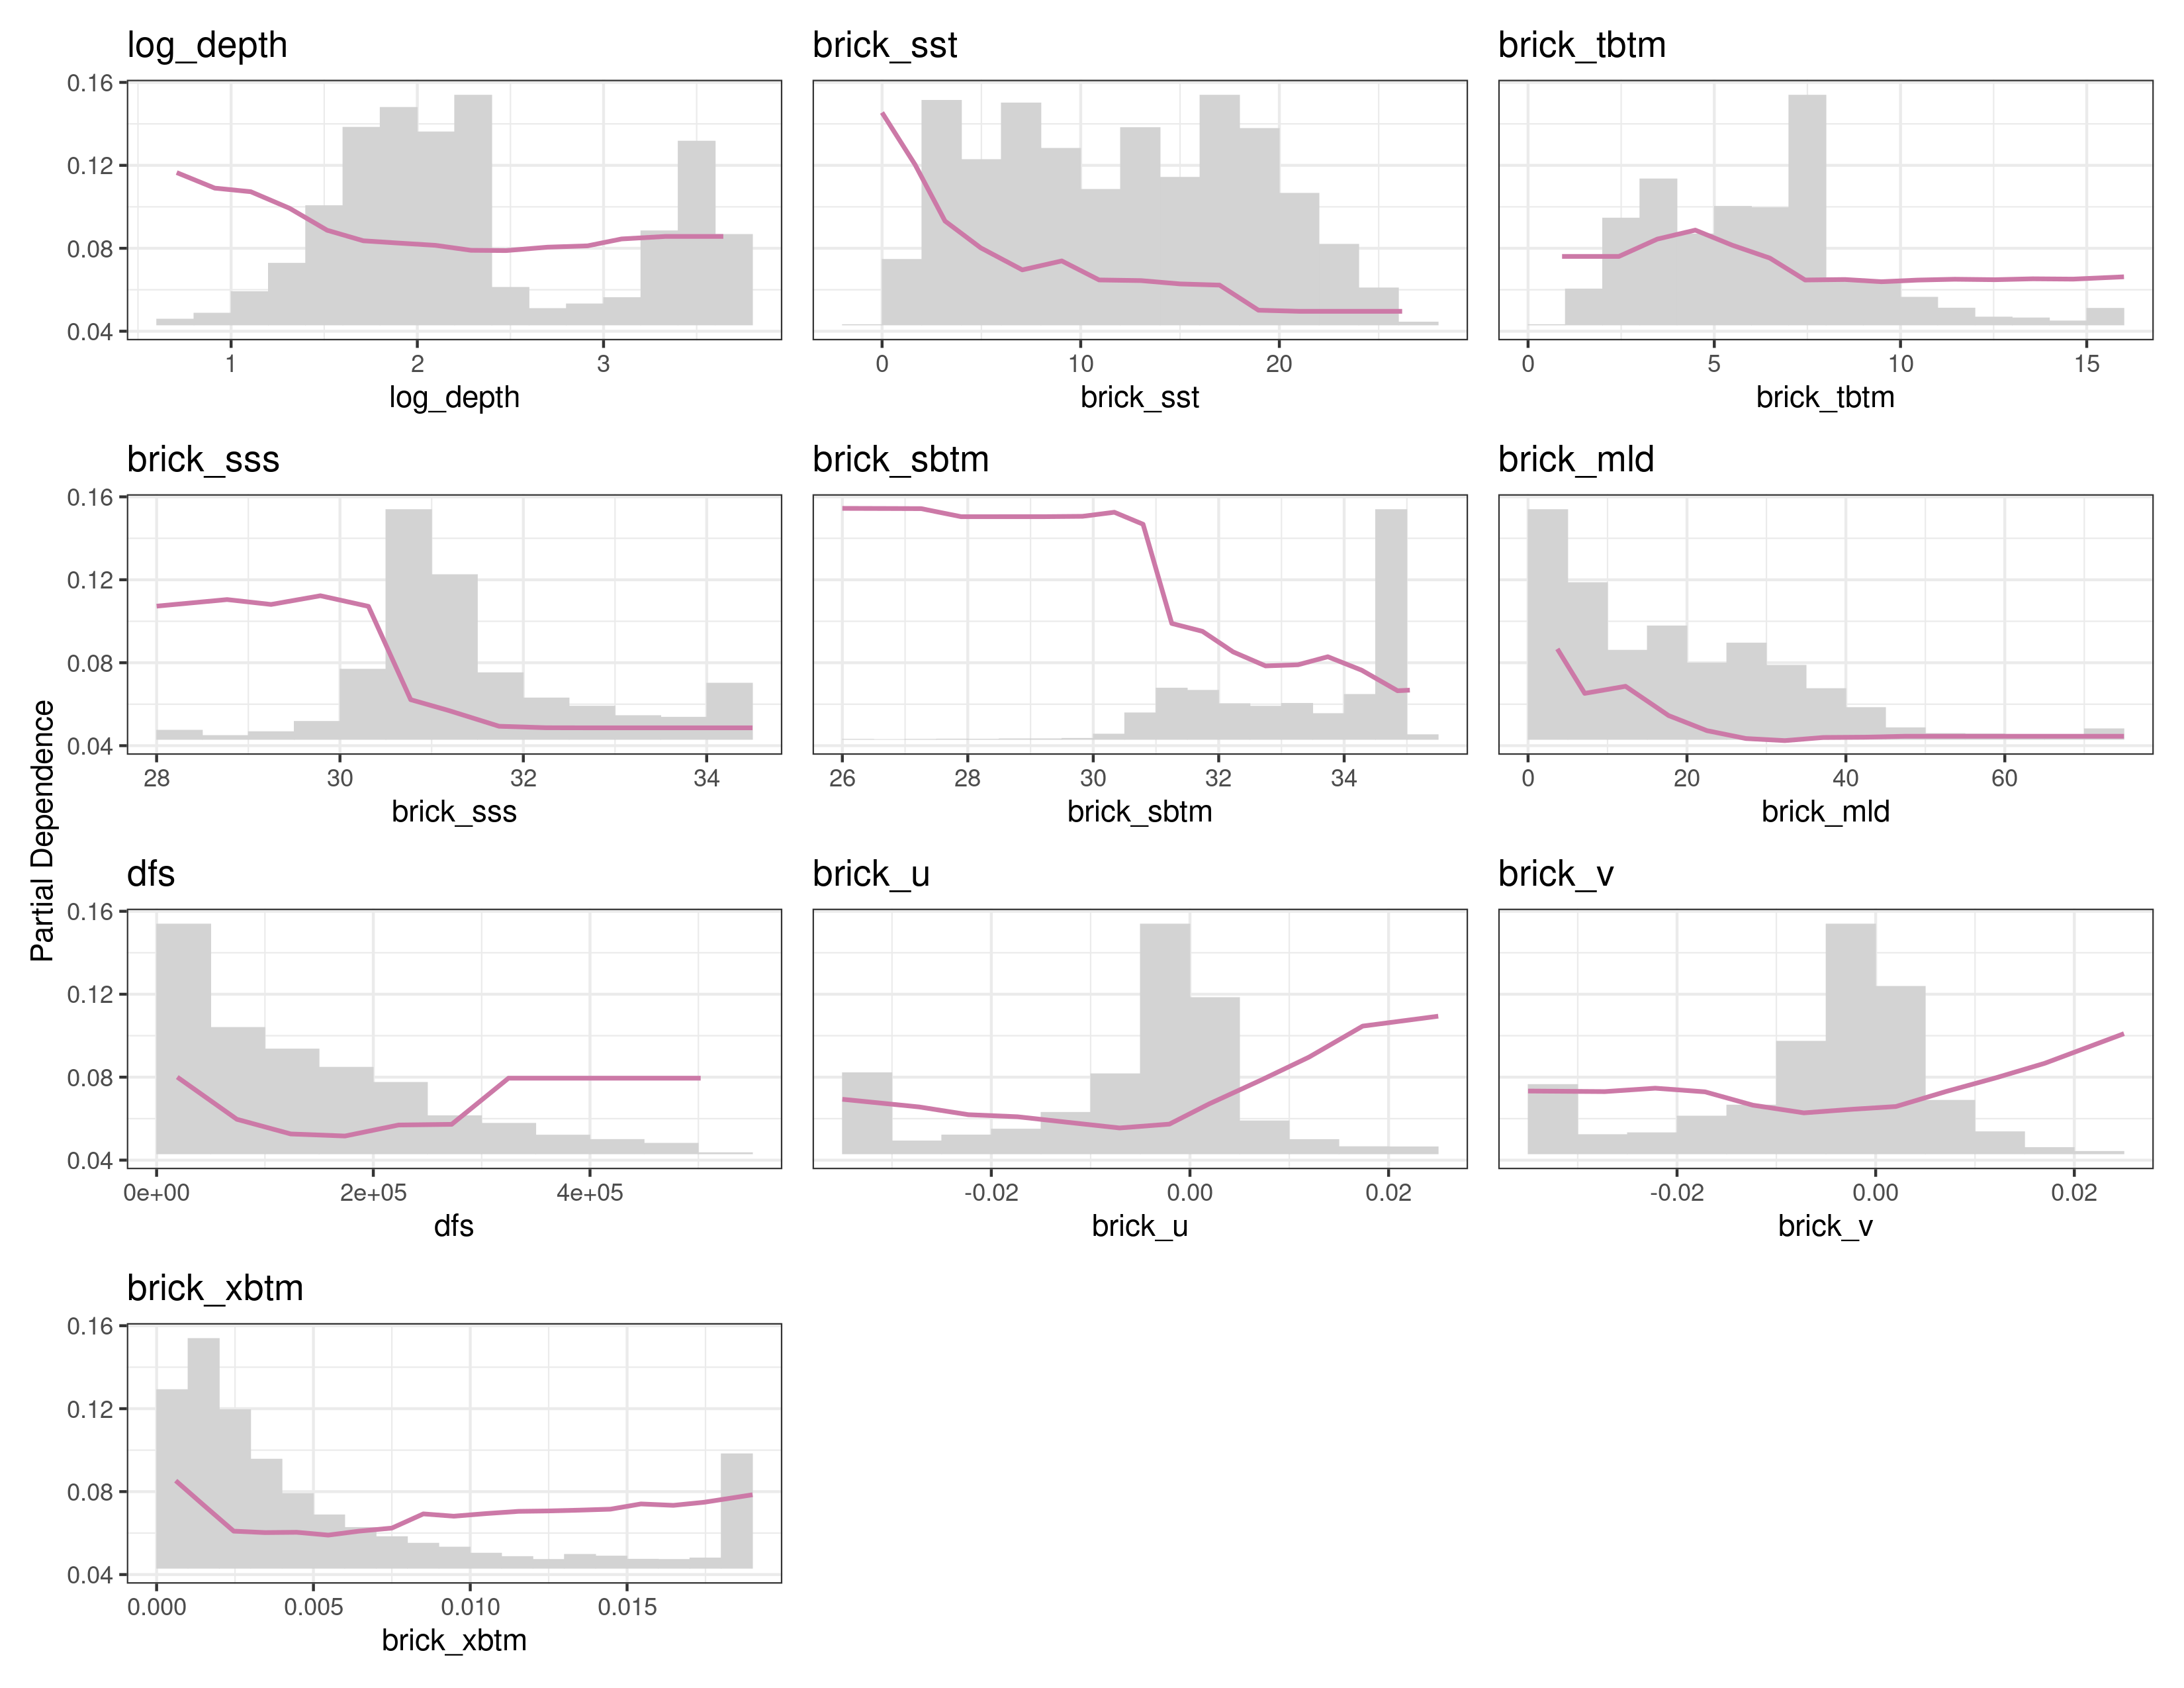 log_depth brick_sst brick_tbtm
0.16
0.12
0.08
0.04
1 2 3 0 10 20 0 5 10 15
log_depth brick_sst brick_tbtm
brick_sss brick_sbtm brick_mld
0.16
0.12
0.08
0.04
28 30 32 34 26 28 30 32 34 0 20 40 60
brick_sss brick_sbtm brick_mld
Partial Dependence
dfs brick_u brick_v
0.16
0.12
0.08
0.04
0e+00 2e+05 4e+05 -0.02 0.00 0.02 -0.02 0.00 0.02
dfs brick_u brick_v
brick_xbtm
0.16
0.12
0.08
0.04
0.000 0.005 0.010 0.015
brick_xbtm